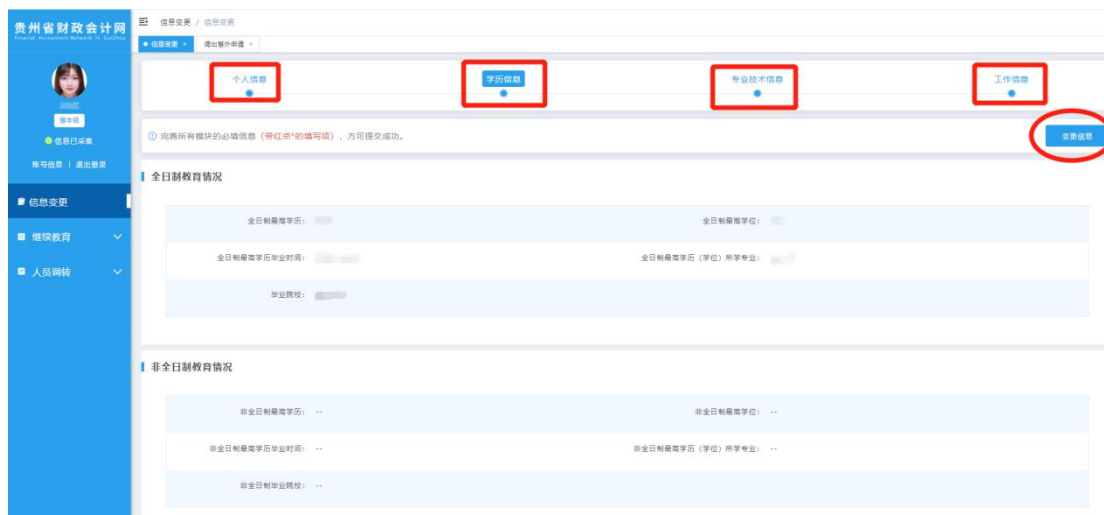 贵州省财政会计网
信息变更 / 信息变更
信息变更 ×
调出省外申请 ×
省本级
信息已采集
账号信息 | 退出登录
信息变更
继续教育
人员调转
个人信息
学历信息
专业技术信息
工作信息
完善所有模块的必填信息（带红点*的填写项），方可提交成功。
变更信息
全日制教育情况
全日制最高学历：
全日制最高学位：
全日制最高学历毕业时间：
全日制最高学历（学位）所学专业：
毕业院校：
非全日制教育情况
非全日制最高学历： --
非全日制最高学位： --
非全日制最高学历毕业时间： --
非全日制最高学历（学位）所学专业： --
非全日制毕业院校： --